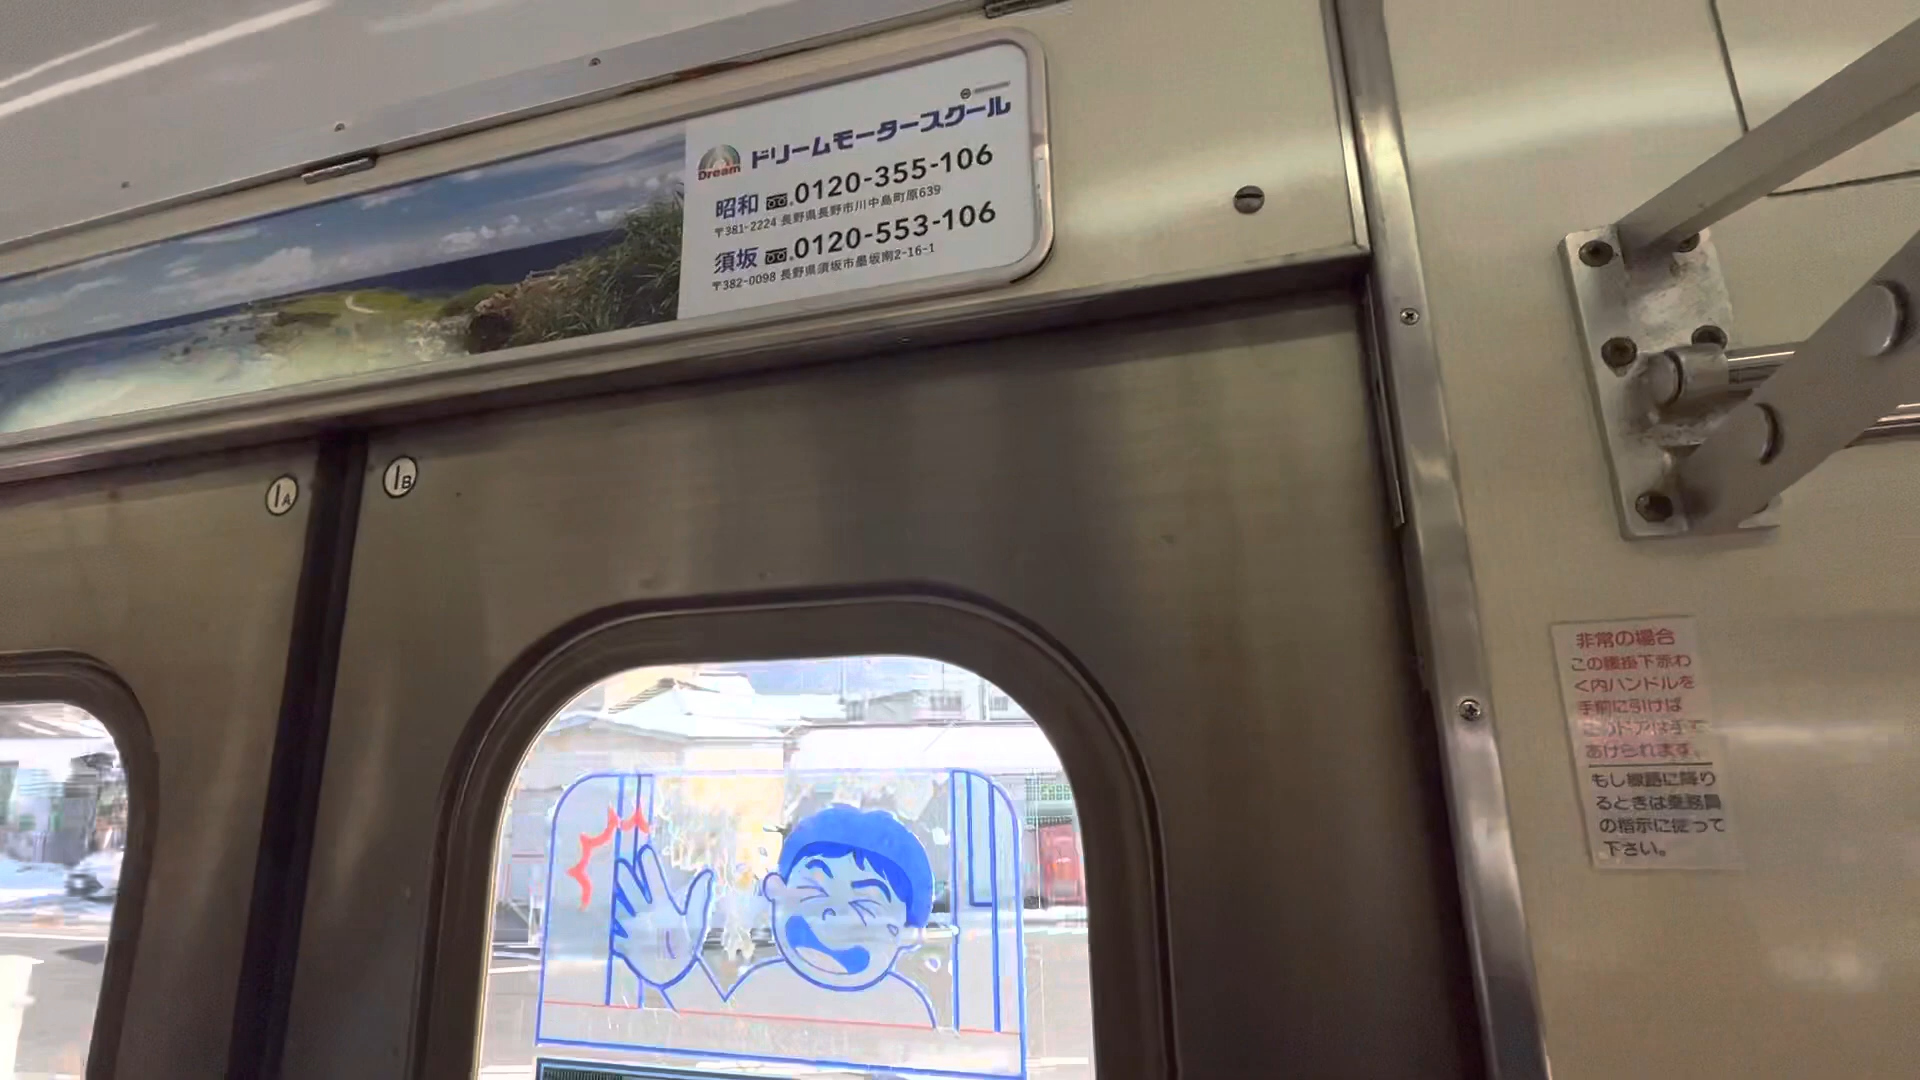 Dream ドリームモータースクール
昭和 0120-355-106
〒381-2224 長野県長野市川中島町原639
須坂 0120-553-106
〒382-0098 長野県須坂市墨坂南2-16-1
1A
1B
非常の場合
この腰掛下赤わ
く内ハンドルを
手前に引けば
このドアは手で
あけられます。
もし線路に降り
るときは乗務員
の指示に従って
下さい。